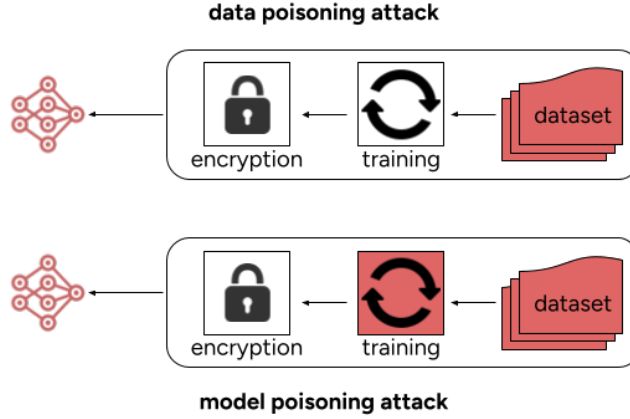 data poisoning attack
dataset
encryption
training
dataset
encryption
training
model poisoning attack